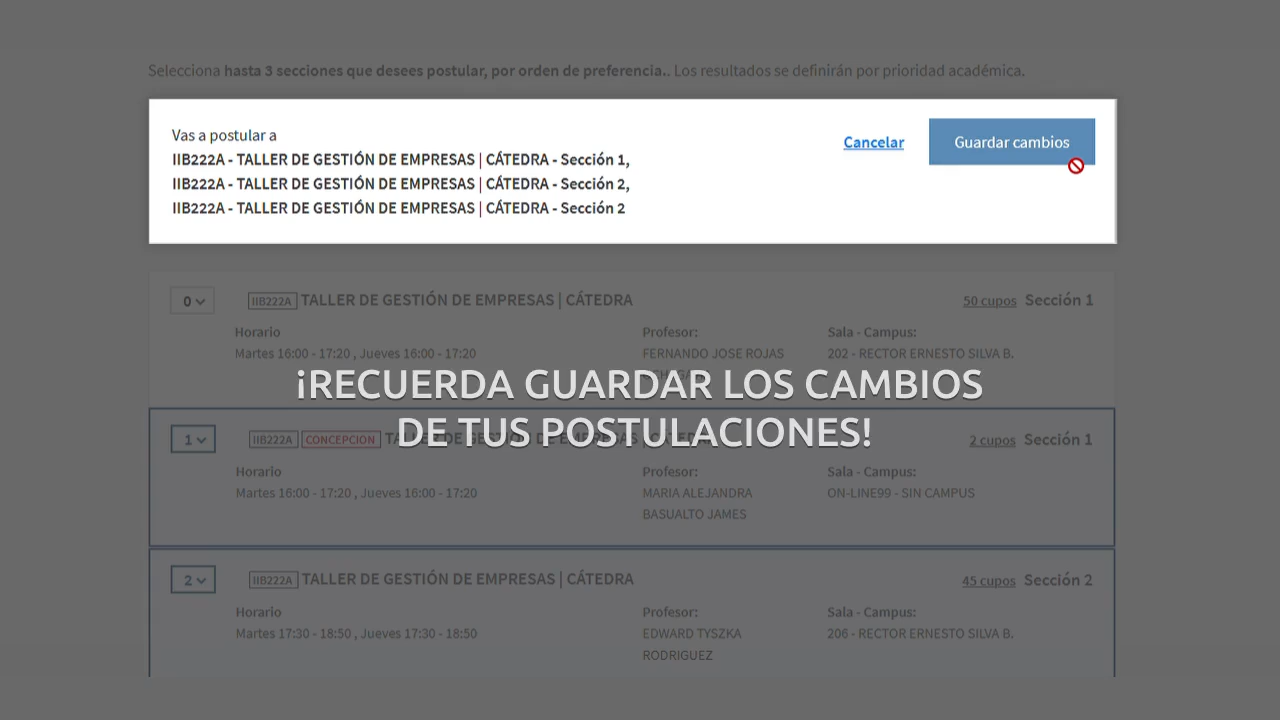 Selecciona hasta 3 secciones que desees postular, por orden de preferencia.. Los resultados se definirán por prioridad académica.
Vas a postular a
IIB222A - TALLER DE GESTIÓN DE EMPRESAS | CÁTEDRA - Sección 1,
IIB222A - TALLER DE GESTIÓN DE EMPRESAS | CÁTEDRA - Sección 2,
IIB222A - TALLER DE GESTIÓN DE EMPRESAS | CÁTEDRA - Sección 2
Cancelar
Guardar cambios
0 IIB222A TALLER DE GESTIÓN DE EMPRESAS | CÁTEDRA 50 cupos Sección 1
Horario Profesor: Sala - Campus:
Martes 16:00 - 17:20 , Jueves 16:00 - 17:20 FERNANDO JOSE ROJAS 202 - RECTOR ERNESTO SILVA B.
¡RECUERDA GUARDAR LOS CAMBIOS
DE TUS POSTULACIONES!
1 IIB222A CONCEPCION TALLER DE GESTIÓN DE EMPRESAS | CÁTEDRA 2 cupos Sección 1
Horario Profesor: Sala - Campus:
Martes 16:00 - 17:20 , Jueves 16:00 - 17:20 MARIA ALEJANDRA ON-LINE99 - SIN CAMPUS
BASUALTO JAMES
2 IIB222A TALLER DE GESTIÓN DE EMPRESAS | CÁTEDRA 45 cupos Sección 2
Horario Profesor: Sala - Campus:
Martes 17:30 - 18:50 , Jueves 17:30 - 18:50 EDWARD TYSZKA 206 - RECTOR ERNESTO SILVA B.
RODRIGUEZ